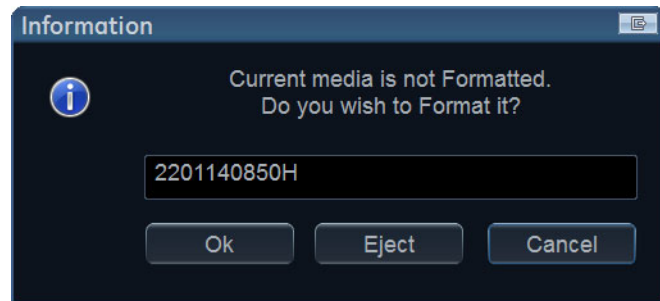 Information
Current media is not Formatted.
Do you wish to Format it?
2201140850H
Ok Eject Cancel